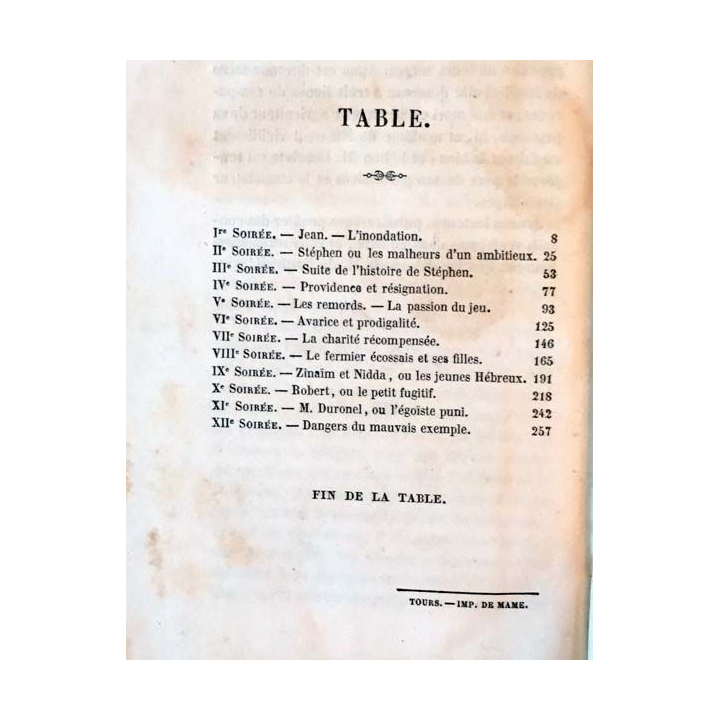 TABLE.
Iʳᵉ SOIRÉE. — Jean. — L'inondation. 8
IIᵉ SOIRÉE. — Stéphen ou les malheurs d'un ambitieux. 25
IIIᵉ SOIRÉE. — Suite de l'histoire de Stéphen. 53
IVᵉ SOIRÉE. — Providence et résignation. 77
Vᵉ SOIRÉE. — Les remords. — La passion du jeu. 93
VIᵉ SOIRÉE. — Avarice et prodigalité. 125
VIIᵉ SOIRÉE. — La charité récompensée. 146
VIIIᵉ SOIRÉE. — Le fermier écossais et ses filles. 165
IXᵉ SOIRÉE. — Zinaïm et Nidda, ou les jeunes Hébreux. 191
Xᵉ SOIRÉE. — Robert, ou le petit fugitif. 218
XIᵉ SOIRÉE. — M. Duronel, ou l'égoïste puni. 242
XIIᵉ SOIRÉE. — Dangers du mauvais exemple. 257
FIN DE LA TABLE.
TOURS. — IMP. DE MAME.